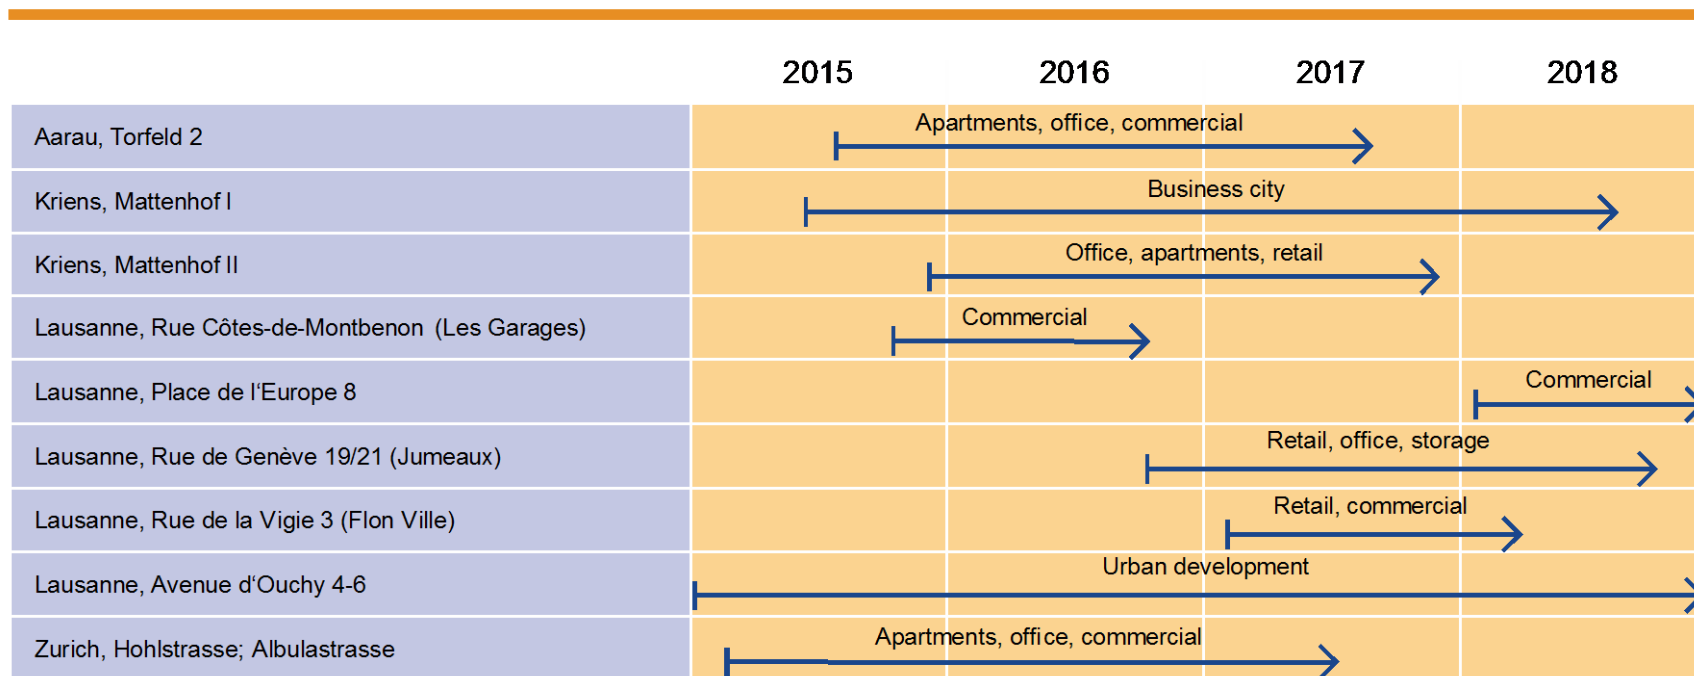 2015 2016 2017 2018
Aarau, Torfeld 2 Apartments, office, commercial
Kriens, Mattenhof I Business city
Kriens, Mattenhof II Office, apartments, retail
Lausanne, Rue Côtes-de-Montbenon (Les Garages) Commercial
Lausanne, Place de l‘Europe 8 Commercial
Lausanne, Rue de Genève 19/21 (Jumeaux) Retail, office, storage
Lausanne, Rue de la Vigie 3 (Flon Ville) Retail, commercial
Lausanne, Avenue d‘Ouchy 4-6 Urban development
Zurich, Hohlstrasse; Albulastrasse Apartments, office, commercial